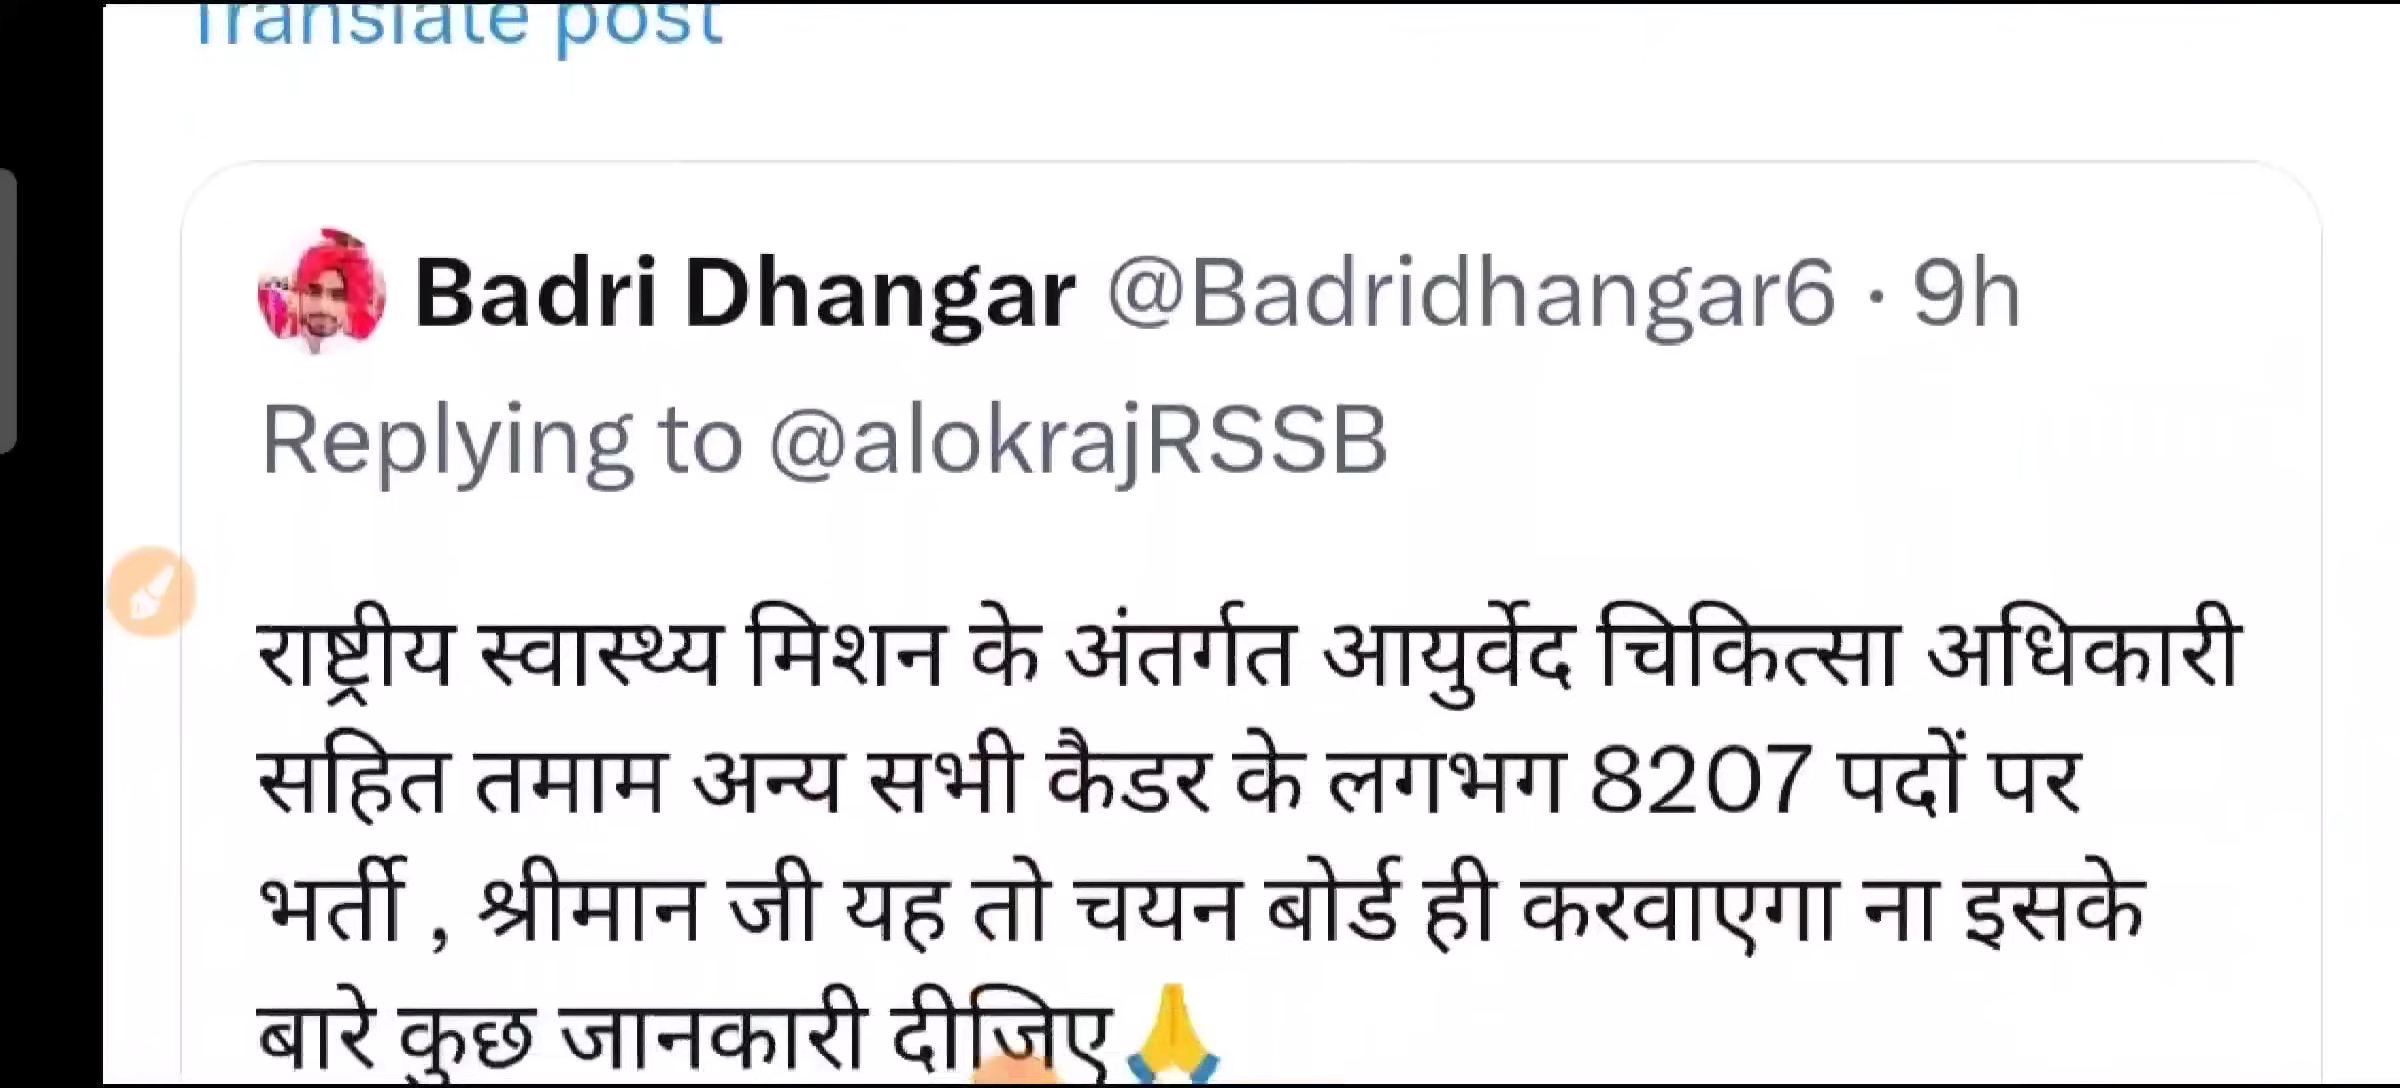 Translate post
Badri Dhangar @Badridhangar6 · 9h
Replying to @alokrajRSSB
राष्ट्रीय स्वास्थ्य मिशन के अंतर्गत आयुर्वेद चिकित्सा अधिकारी
सहित तमाम अन्य सभी कैडर के लगभग 8207 पदों पर
भर्ती , श्रीमान जी यह तो चयन बोर्ड ही करवाएगा ना इसके
बारे कुछ जानकारी दीजिए🙏